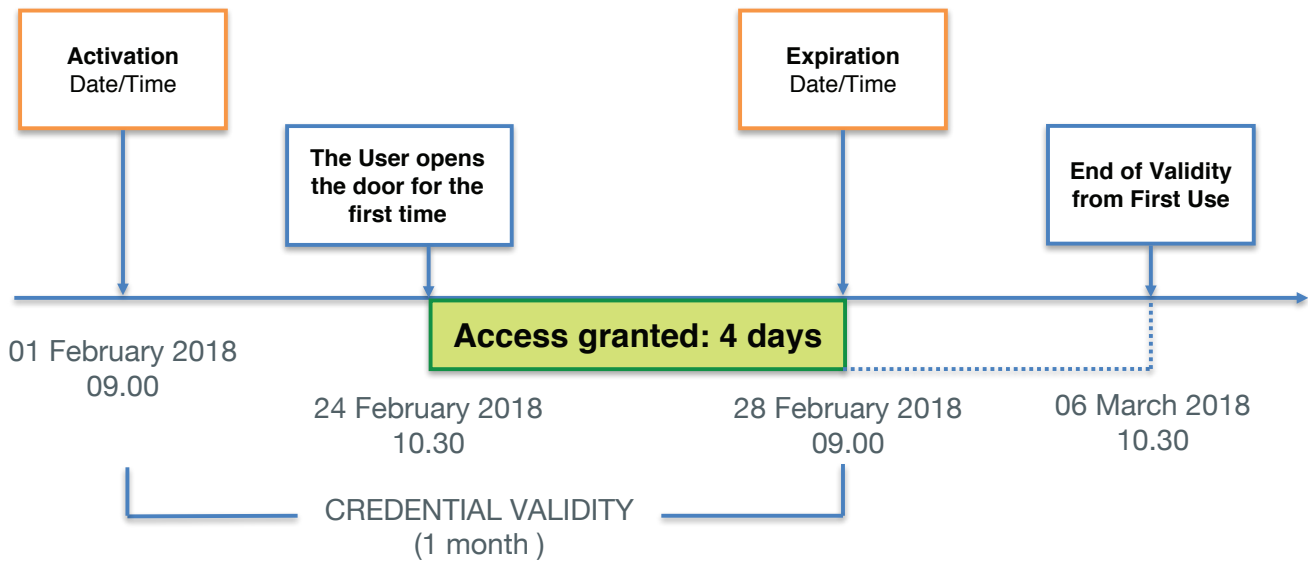 Activation
Date/Time
Expiration
Date/Time
The User opens
the door for the
first time
End of Validity
from First Use
Access granted: 4 days
01 February 2018
09.00
24 February 2018
10.30
28 February 2018
09.00
06 March 2018
10.30
CREDENTIAL VALIDITY
(1 month )